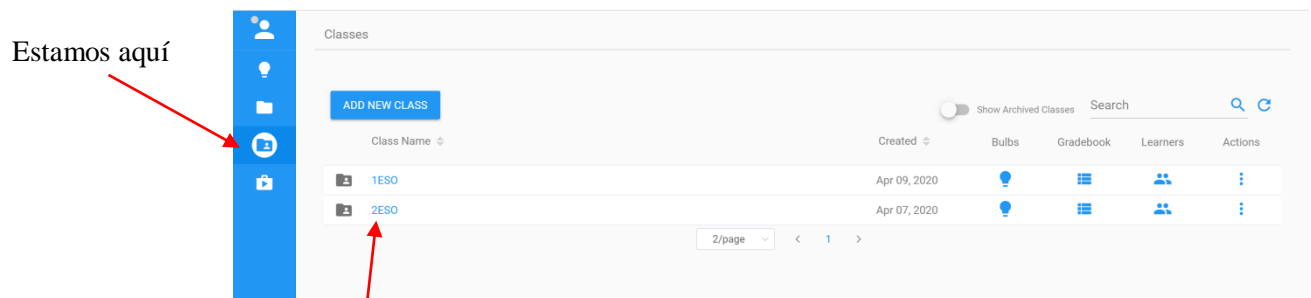 Estamos aquí
Classes
ADD NEW CLASS
Show Archived Classes Search
Class Name Created Bulbs Gradebook Learners Actions
1ESO Apr 09, 2020
2ESO Apr 07, 2020
2/page < 1 >